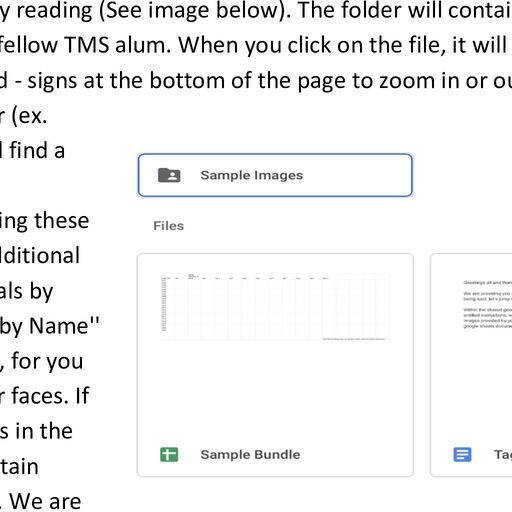 y reading (See image below). The folder will contai
fellow TMS alum. When you click on the file, it will
d - signs at the bottom of the page to zoom in or ou
r (ex.
l find a
ing these
dditional
als by
by Name"
, for you
r faces. If
s in the
tain
. We are
Sample Images
Files
Greetings all and than
We are providing you
being said, let's jump
Within the shared goo
entitled instructions, w
images provided by yo
google sheets docume
Sample Bundle
Tag